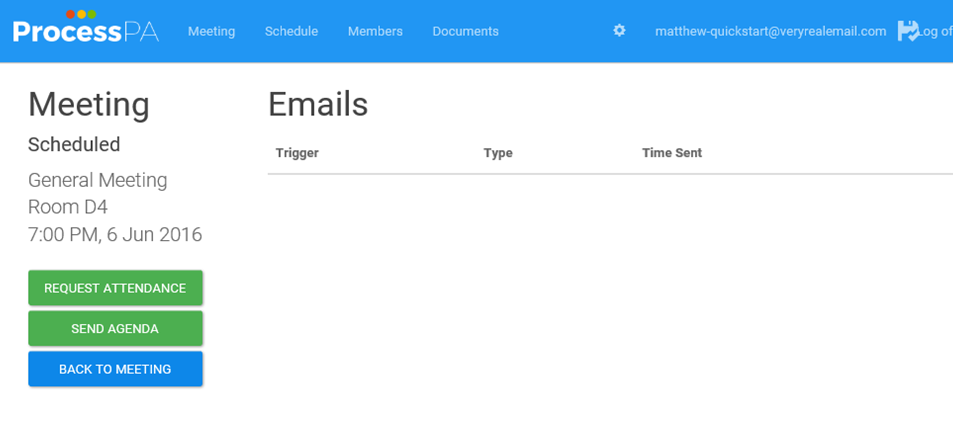 ProcessPA Meeting Schedule Members Documents matthew-quickstart@veryrealemail.com Log of
Meeting
Scheduled
General Meeting
Room D4
7:00 PM, 6 Jun 2016
REQUEST ATTENDANCE
SEND AGENDA
BACK TO MEETING
Emails
Trigger Type Time Sent